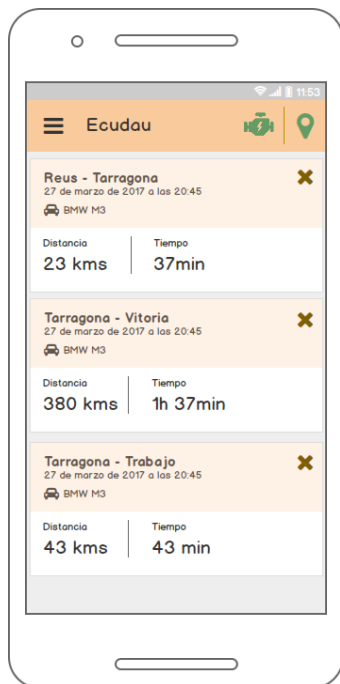 11:53
Ecudau
Reus - Tarragona
27 de marzo de 2017 a las 20:45
BMW M3
Distancia Tiempo
23 kms 37min
Tarragona - Vitoria
27 de marzo de 2017 a las 20:45
BMW M3
Distancia Tiempo
380 kms 1h 37min
Tarragona - Trabajo
27 de marzo de 2017 a las 20:45
BMW M3
Distancia Tiempo
43 kms 43 min